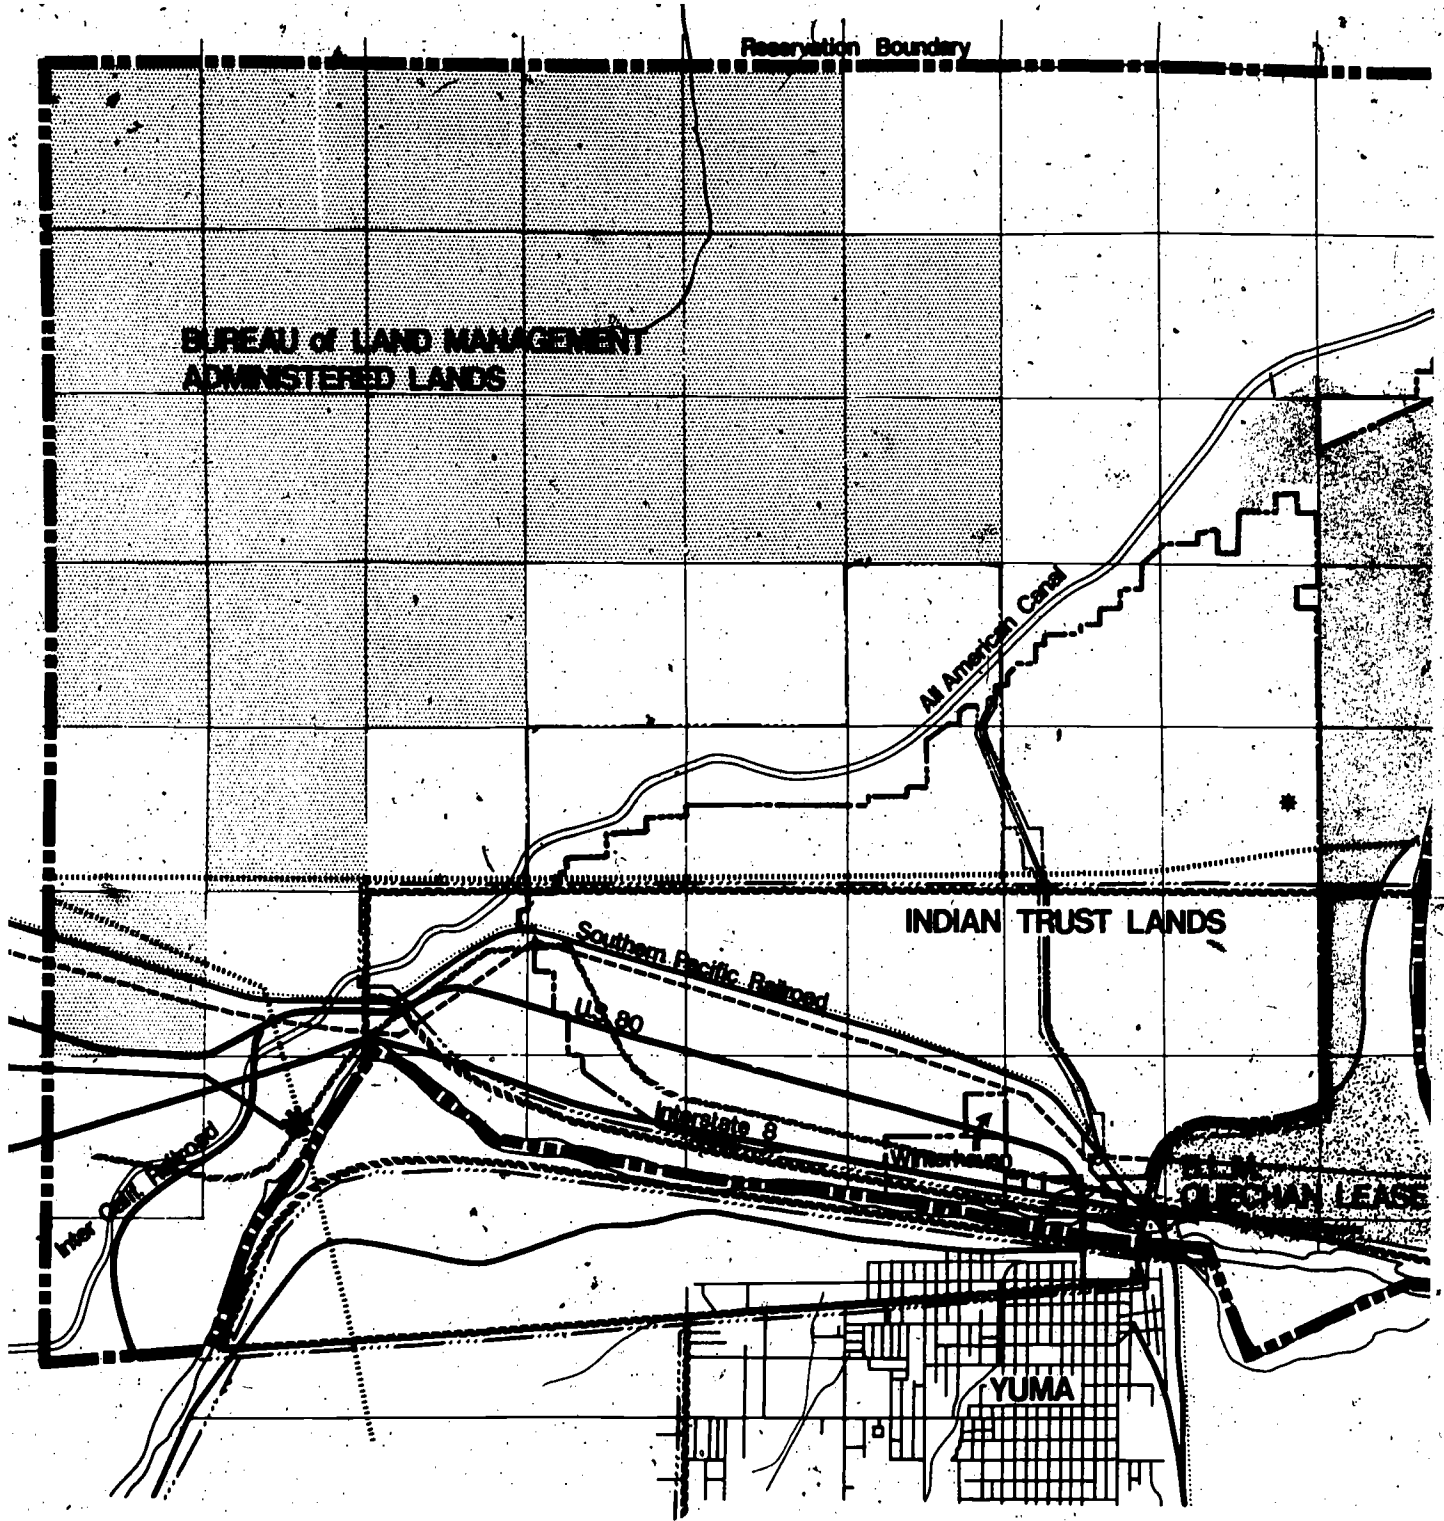 Reservation Boundary
BUREAU of LAND MANAGEMENT
ADMINISTERED LANDS
All American Canal
INDIAN TRUST LANDS
Southern Pacific Railroad
U.S. 80
Interstate 8
Winterhaven
Inter Calif. Railroad
QUECHAN LEASE
YUMA